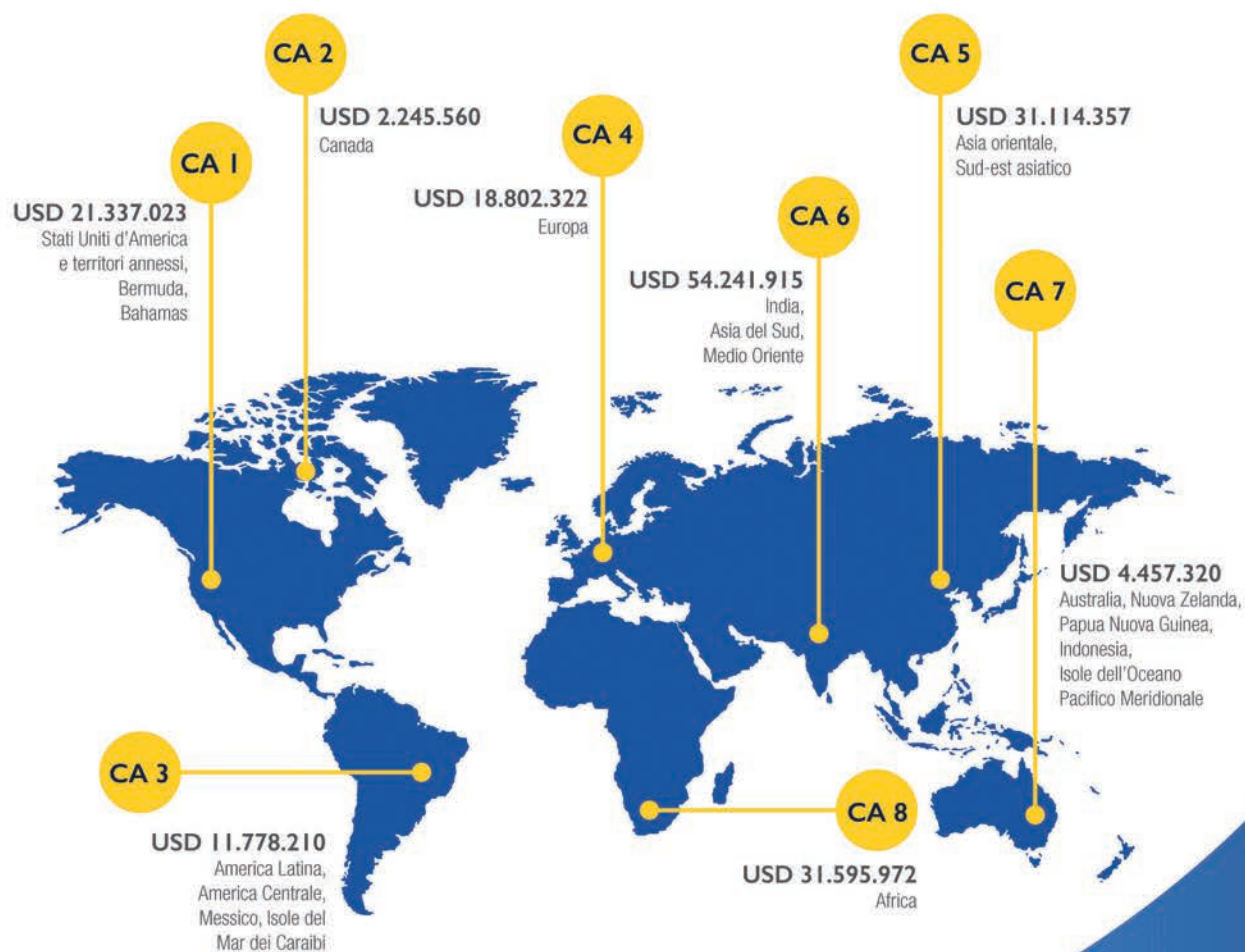 CA 1
USD 21.337.023
Stati Uniti d'America
e territori annessi,
Bermuda,
Bahamas
CA 2
USD 2.245.560
Canada
CA 4
USD 18.802.322
Europa
CA 6
USD 54.241.915
India,
Asia del Sud,
Medio Oriente
CA 5
USD 31.114.357
Asia orientale,
Sud-est asiatico
CA 7
USD 4.457.320
Australia, Nuova Zelanda,
Papua Nuova Guinea,
Indonesia,
Isole dell'Oceano
Pacifico Meridionale
CA 3
USD 11.778.210
America Latina,
America Centrale,
Messico, Isole del
Mar dei Caraibi
CA 8
USD 31.595.972
Africa